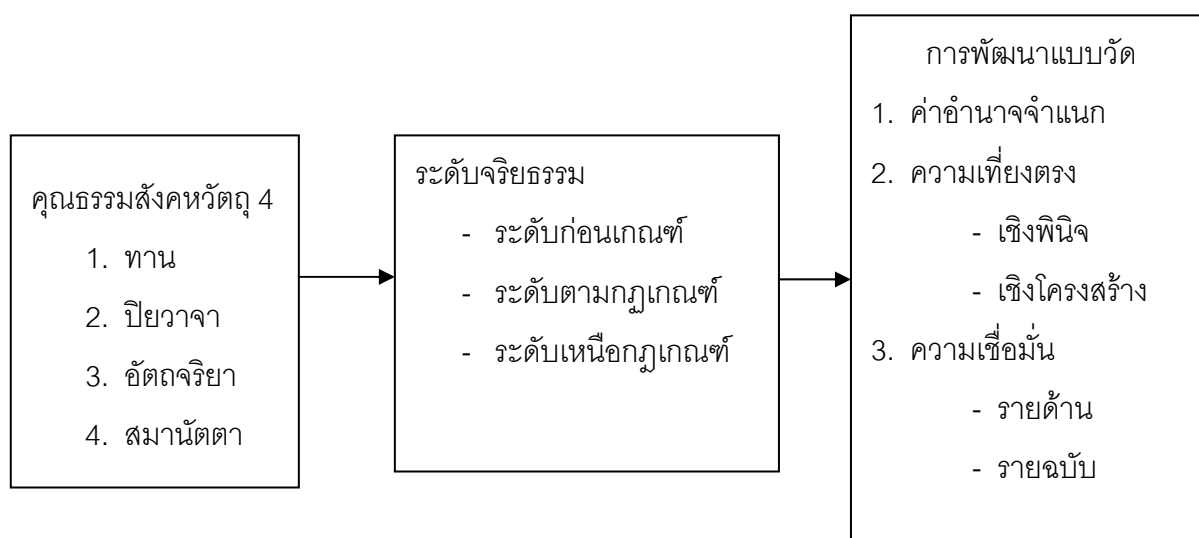 คุณธรรมสังคหวัตถุ 4
1. ทาน
2. ปิยวาจา
3. อัตถจริยา
4. สมานัตตา
ระดับจริยธรรม
- ระดับก่อนเกณฑ์
- ระดับตามกฏเกณฑ์
- ระดับเหนือกฎเกณฑ์
การพัฒนาแบบวัด
1. ค่าอำนาจจำแนก
2. ความเที่ยงตรง
- เชิงพินิจ
- เชิงโครงสร้าง
3. ความเชื่อมั่น
- รายด้าน
- รายฉบับ